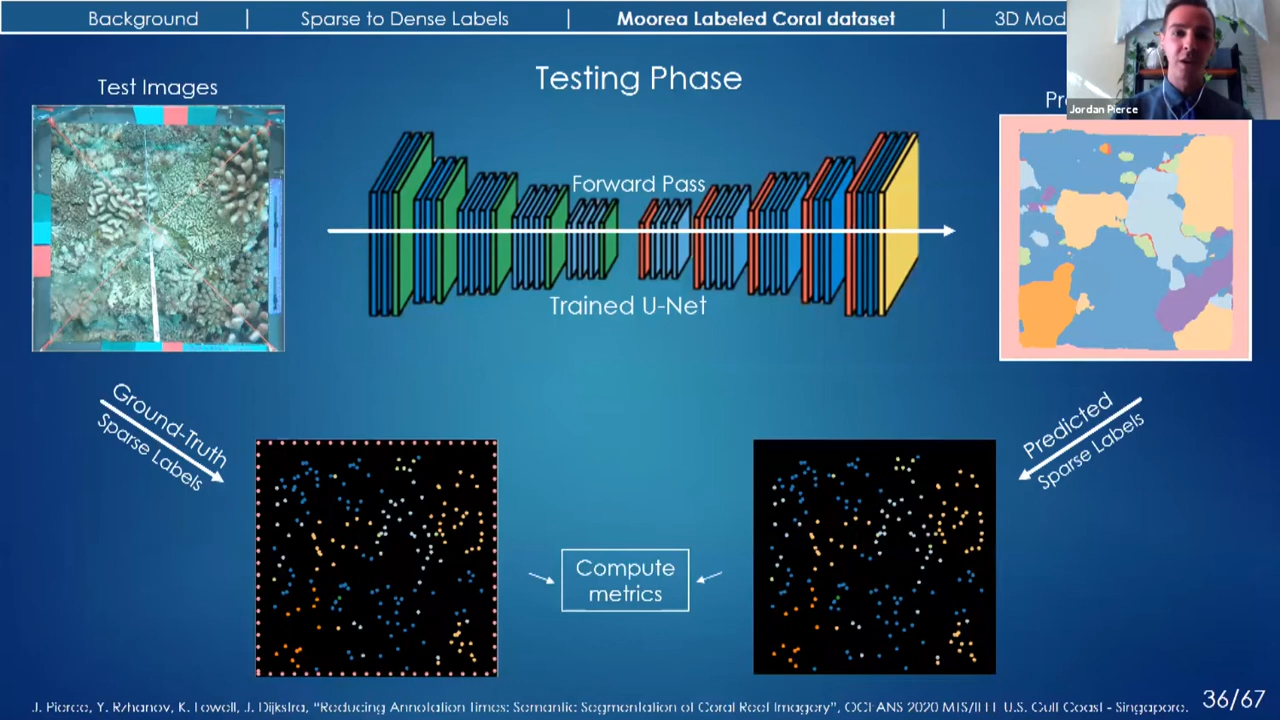 Background | Sparse to Dense Labels | Moorea Labeled Coral dataset | 3D Mod
Testing Phase
Test Images
Jordan Pierce
Forward Pass
Trained U-Net
Ground-Truth
Sparse Labels
Predicted
Sparse Labels
Compute
metrics
J. Pierce, Y. Rzhanov, K. Lowell, J. Dijkstra, "Reducing Annotation Times: Semantic Segmentation of Coral Reef Imagery", OCEANS 2020 MTS/IEEE U.S. Gulf Coast - Singapore.
36/67